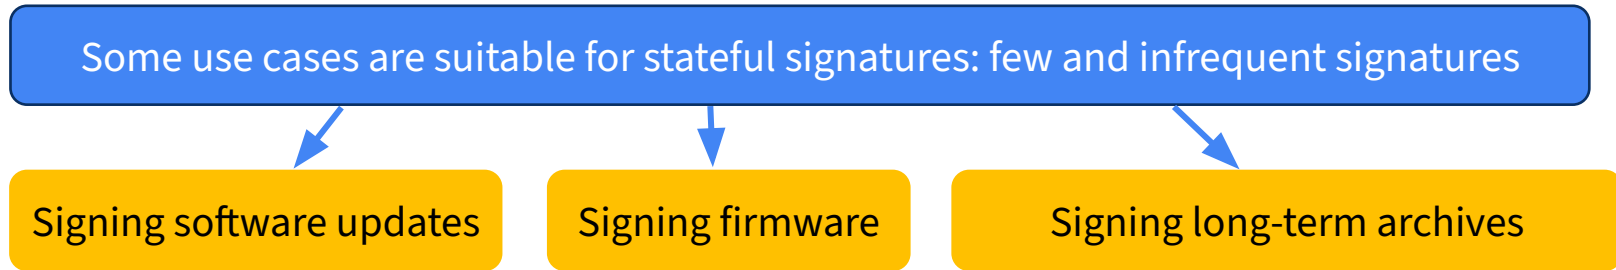 Some use cases are suitable for stateful signatures: few and infrequent signatures
Signing software updates
Signing firmware
Signing long-term archives